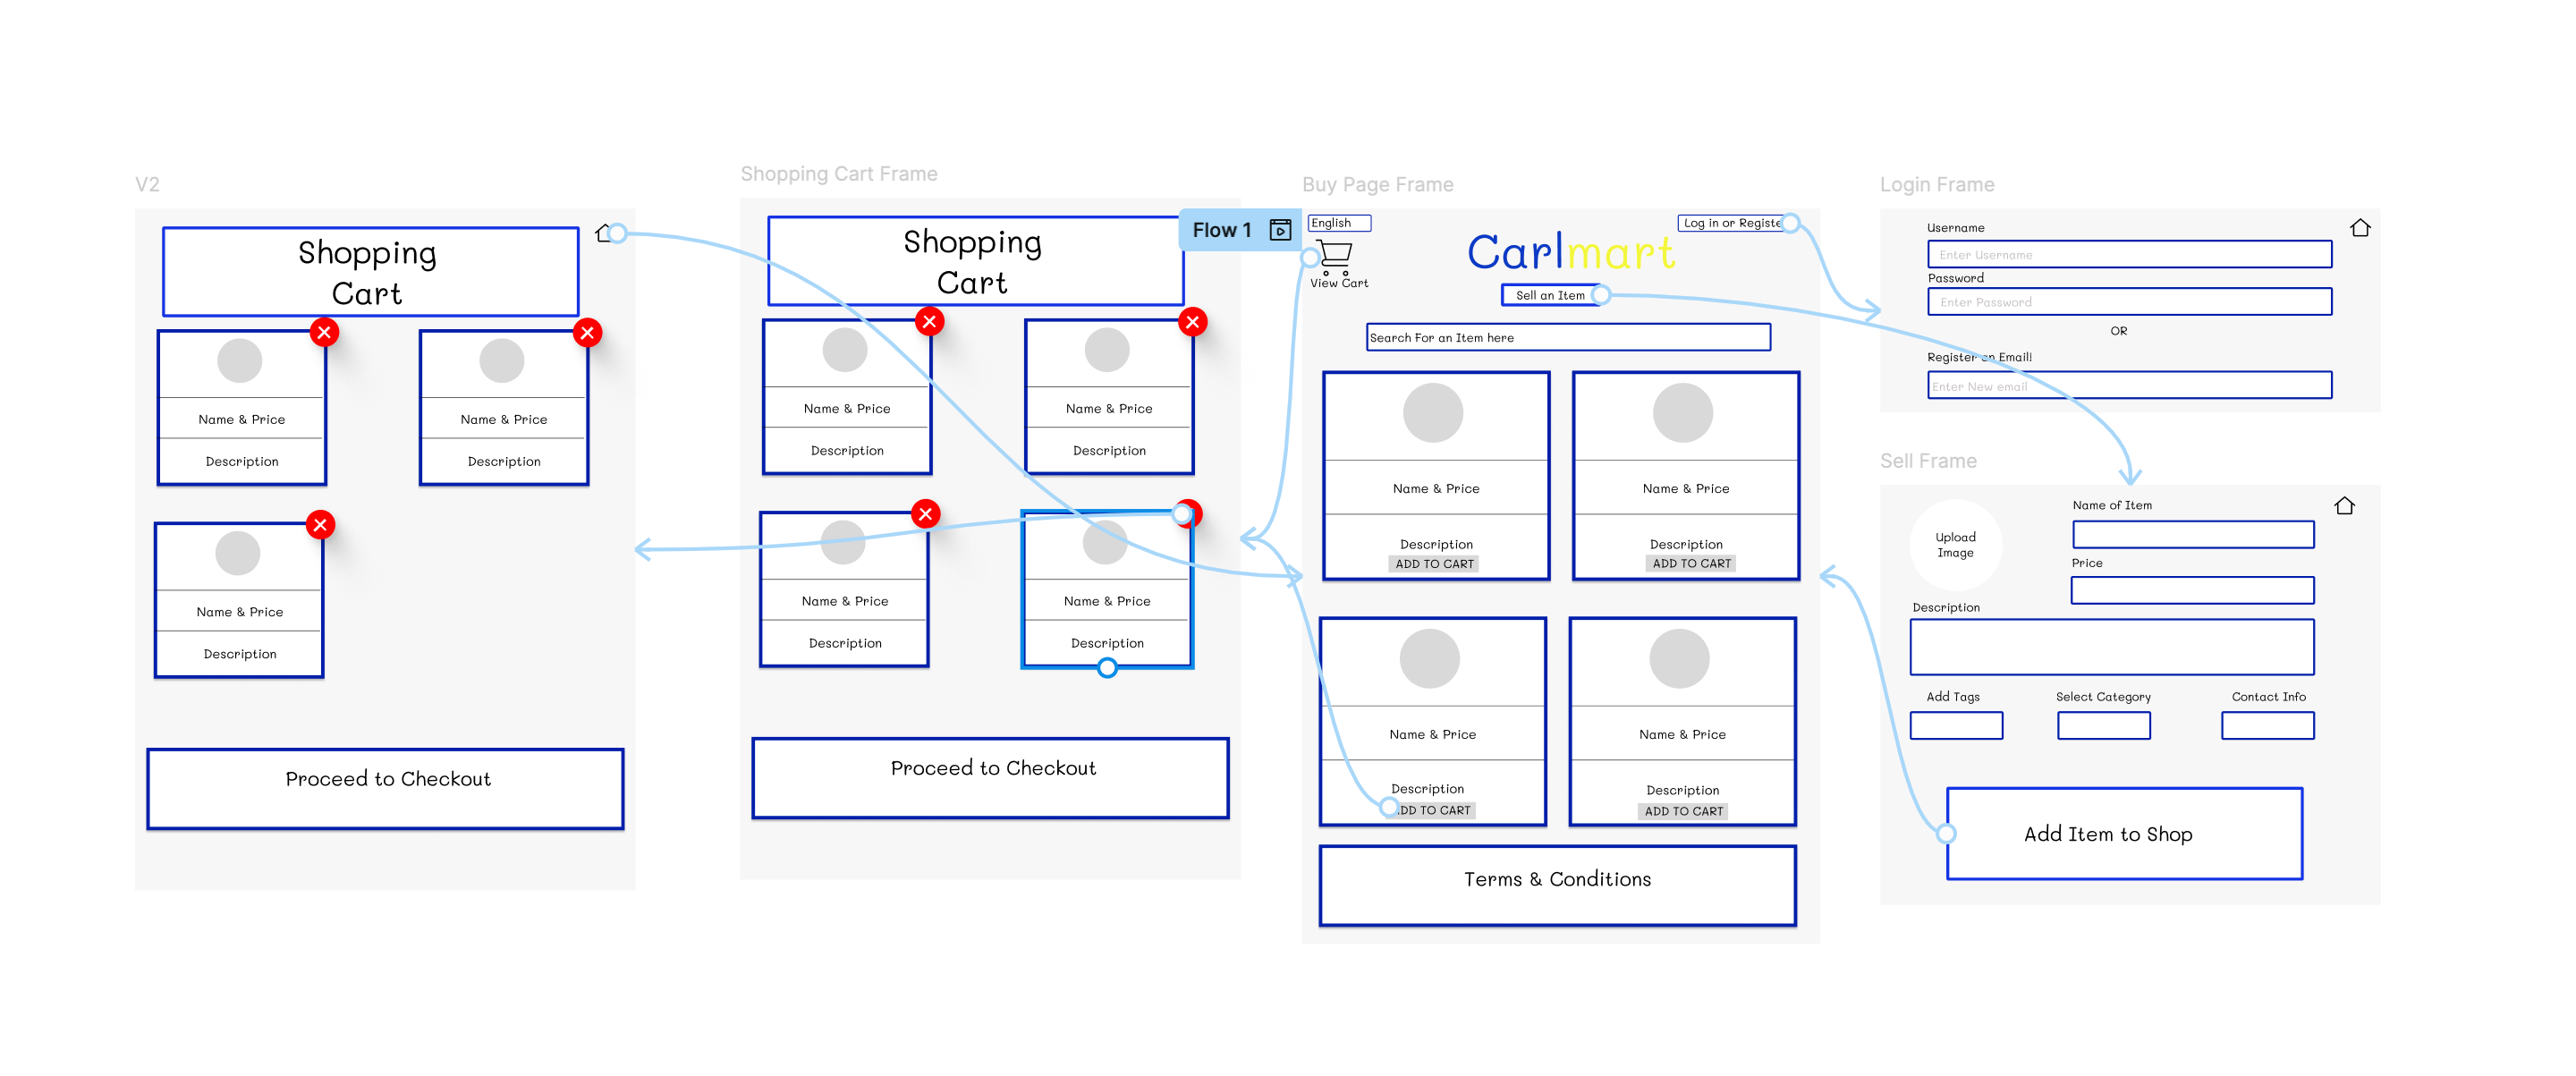 V2
Shopping
Cart
Name & Price
Description
Name & Price
Description
Name & Price
Description
Proceed to Checkout
Shopping Cart Frame
Shopping
Cart
Name & Price
Description
Name & Price
Description
Name & Price
Description
Name & Price
Description
Proceed to Checkout
Flow 1
Buy Page Frame
English
Log in or Registe
View Cart
Carlmart
Sell an Item
Search For an Item here
Name & Price
Description
ADD TO CART
Name & Price
Description
ADD TO CART
Name & Price
Description
DD TO CART
Name & Price
Description
ADD TO CART
Terms & Conditions
Login Frame
Username
Enter Username
Password
Enter Password
OR
Register an Email!
Enter New email
Sell Frame
Upload
Image
Name of Item
Price
Description
Add Tags
Select Category
Contact Info
Add Item to Shop